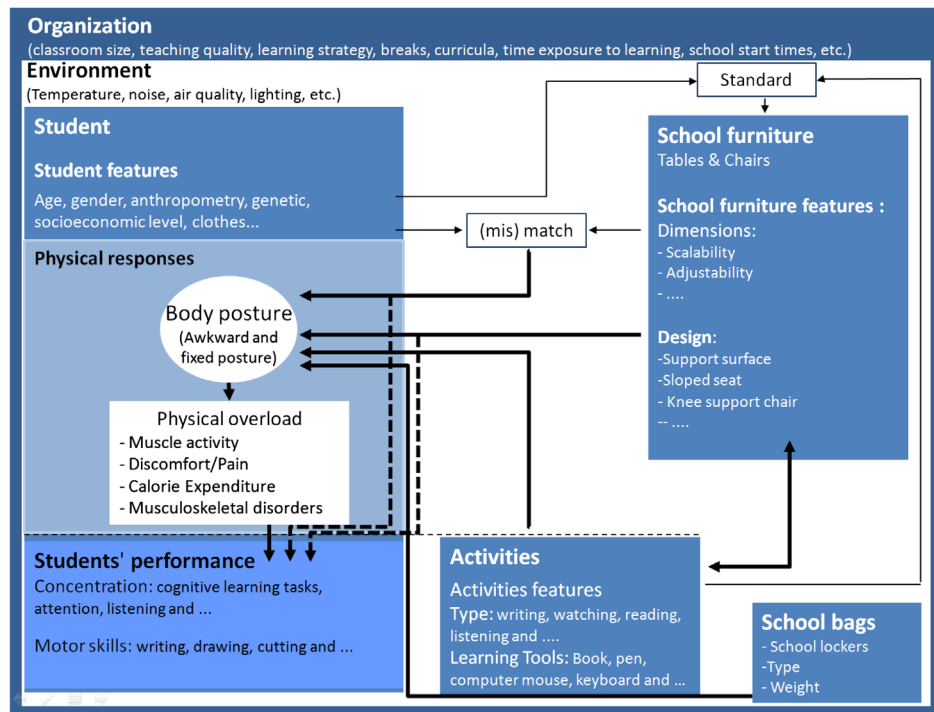 Organization
(classroom size, teaching quality, learning strategy, breaks, curricula, time exposure to learning, school start times, etc.)
Environment
(Temperature, noise, air quality, lighting, etc.)
Standard
Student
Student features
Age, gender, anthropometry, genetic,
socioeconomic level, clothes...
(mis) match
School furniture
Tables & Chairs
School furniture features :
Dimensions:
- Scalability
- Adjustability
- ....
Design:
-Support surface
-Sloped seat
- Knee support chair
-- ....
Physical responses
Body posture
(Awkward and
fixed posture)
Physical overload
- Muscle activity
- Discomfort/Pain
- Calorie Expenditure
- Musculoskeletal disorders
Students' performance
Concentration: cognitive learning tasks,
attention, listening and ...
Motor skills: writing, drawing, cutting and ...
Activities
Activities features
Type: writing, watching, reading,
listening and ....
Learning Tools: Book, pen,
computer mouse, keyboard and ...
School bags
- School lockers
-Type
- Weight